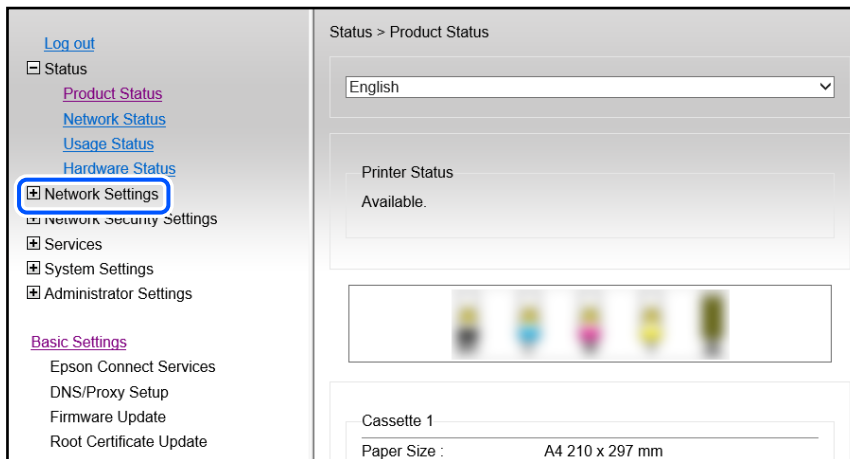 Log out
Status
Product Status
Network Status
Usage Status
Hardware Status
Network Settings
Network Security Settings
Services
System Settings
Administrator Settings
Basic Settings
Epson Connect Services
DNS/Proxy Setup
Firmware Update
Root Certificate Update
Status > Product Status
English
Printer Status
Available.
Cassette 1
Paper Size : A4 210 x 297 mm